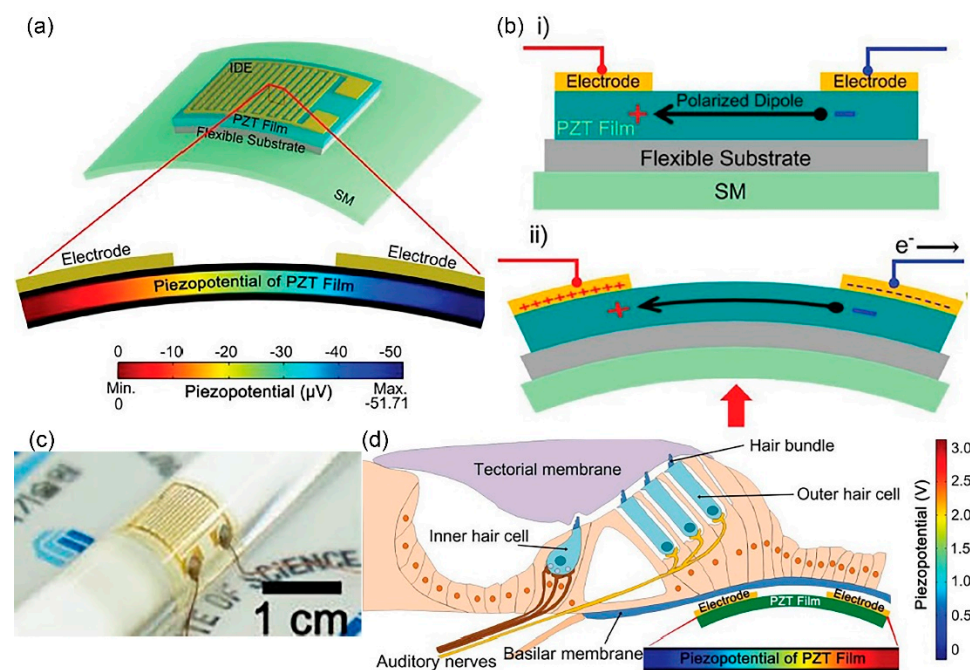 (a)
IDE
PZT Film
Flexible Substrate
SM
Electrode
Electrode
Piezopotential of PZT Film
0 -10 -20 -30 -40 -50
Min. Piezopotential (μV) Max.
0 -51.71
(b) i)
Electrode
Electrode
Polarized Dipole
+
−
PZT Film
Flexible Substrate
SM
ii)
e⁻
+++++++++
+
−
(c)
OF SCIENCE
1 cm
(d)
Tectorial membrane
Hair bundle
Outer hair cell
Inner hair cell
Auditory nerves
Basilar membrane
Electrode
PZT Film
Electrode
Piezopotential of PZT Film
3.0
2.5
2.0
1.5
1.0
0.5
0
Piezopotential (V)